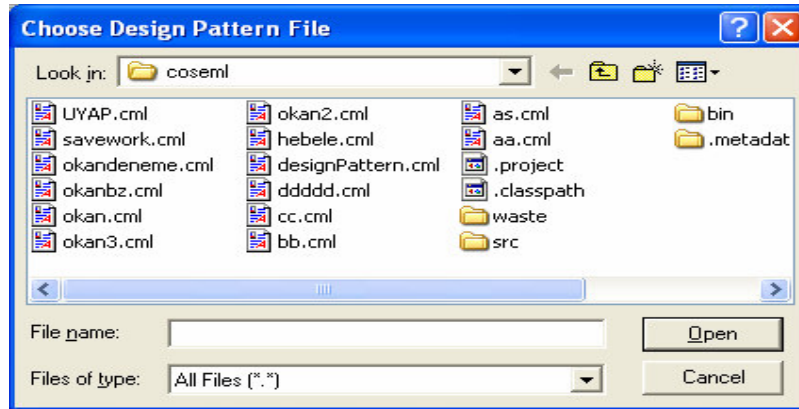 Choose Design Pattern File
Look in: coseml
UYAP.cml okan2.cml as.cml bin
savework.cml hebele.cml aa.cml .metadat
okandeneme.cml designPattern.cml .project
okanbz.cml ddddd.cml .classpath
okan.cml cc.cml waste
okan3.cml bb.cml src
File name: Open
Files of type: All Files (*.*) Cancel